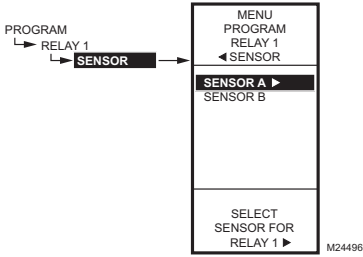 PROGRAM
RELAY 1
SENSOR
MENU
PROGRAM
RELAY 1
◄ SENSOR
SENSOR A ►
SENSOR B
SELECT
SENSOR FOR
RELAY 1 ►
M24496